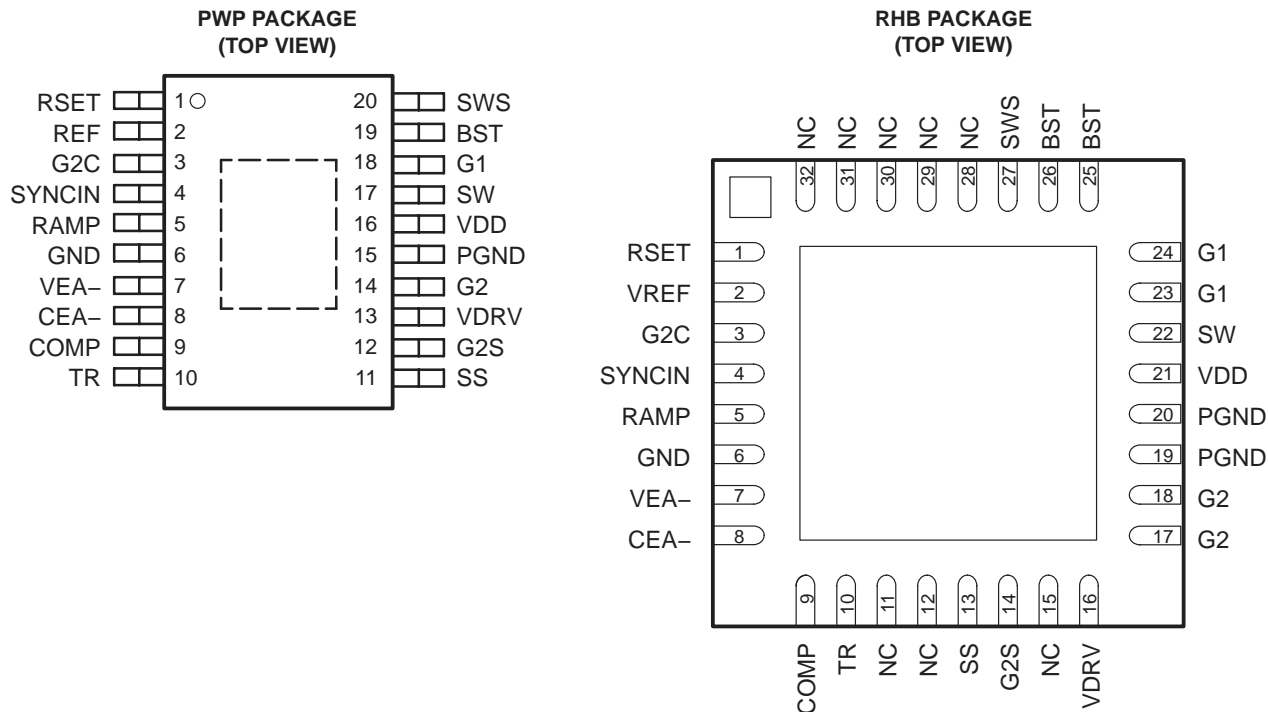 PWP PACKAGE
(TOP VIEW)
RSET 1 20 SWS
REF 2 19 BST
G2C 3 18 G1
SYNCIN 4 17 SW
RAMP 5 16 VDD
GND 6 15 PGND
VEA− 7 14 G2
CEA− 8 13 VDRV
COMP 9 12 G2S
TR 10 11 SS
RHB PACKAGE
(TOP VIEW)
NC NC NC NC NC SWS BST BST
32 31 30 29 28 27 26 25
RSET 1 24 G1
VREF 2 23 G1
G2C 3 22 SW
SYNCIN 4 21 VDD
RAMP 5 20 PGND
GND 6 19 PGND
VEA− 7 18 G2
CEA− 8 17 G2
9 10 11 12 13 14 15 16
COMP TR NC NC SS G2S NC VDRV